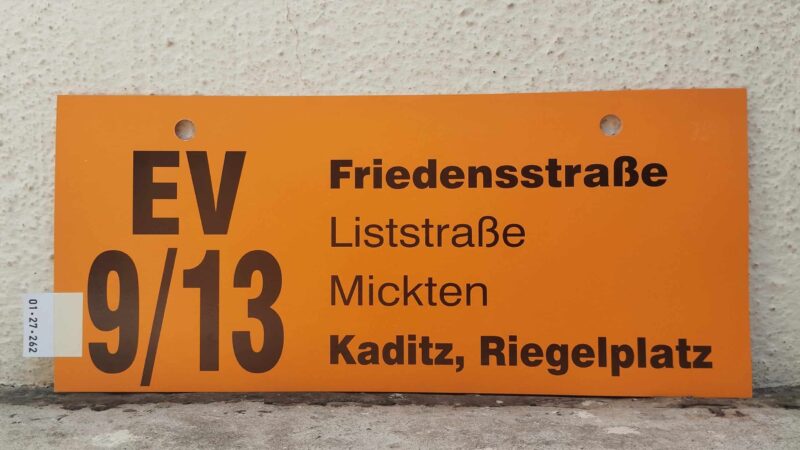 EV
9/13
Friedensstraße
Liststraße
Mickten
Kaditz, Riegelplatz
01·27·262